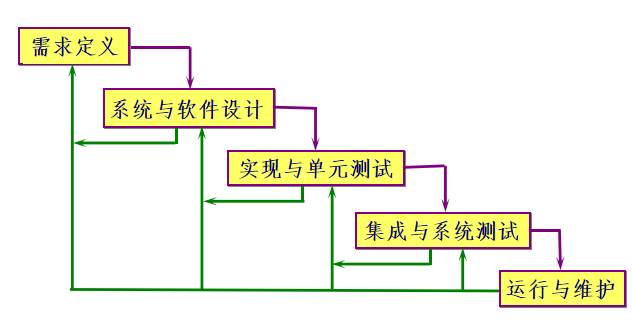 需求定义
系统与软件设计
实现与单元测试
集成与系统测试
运行与维护